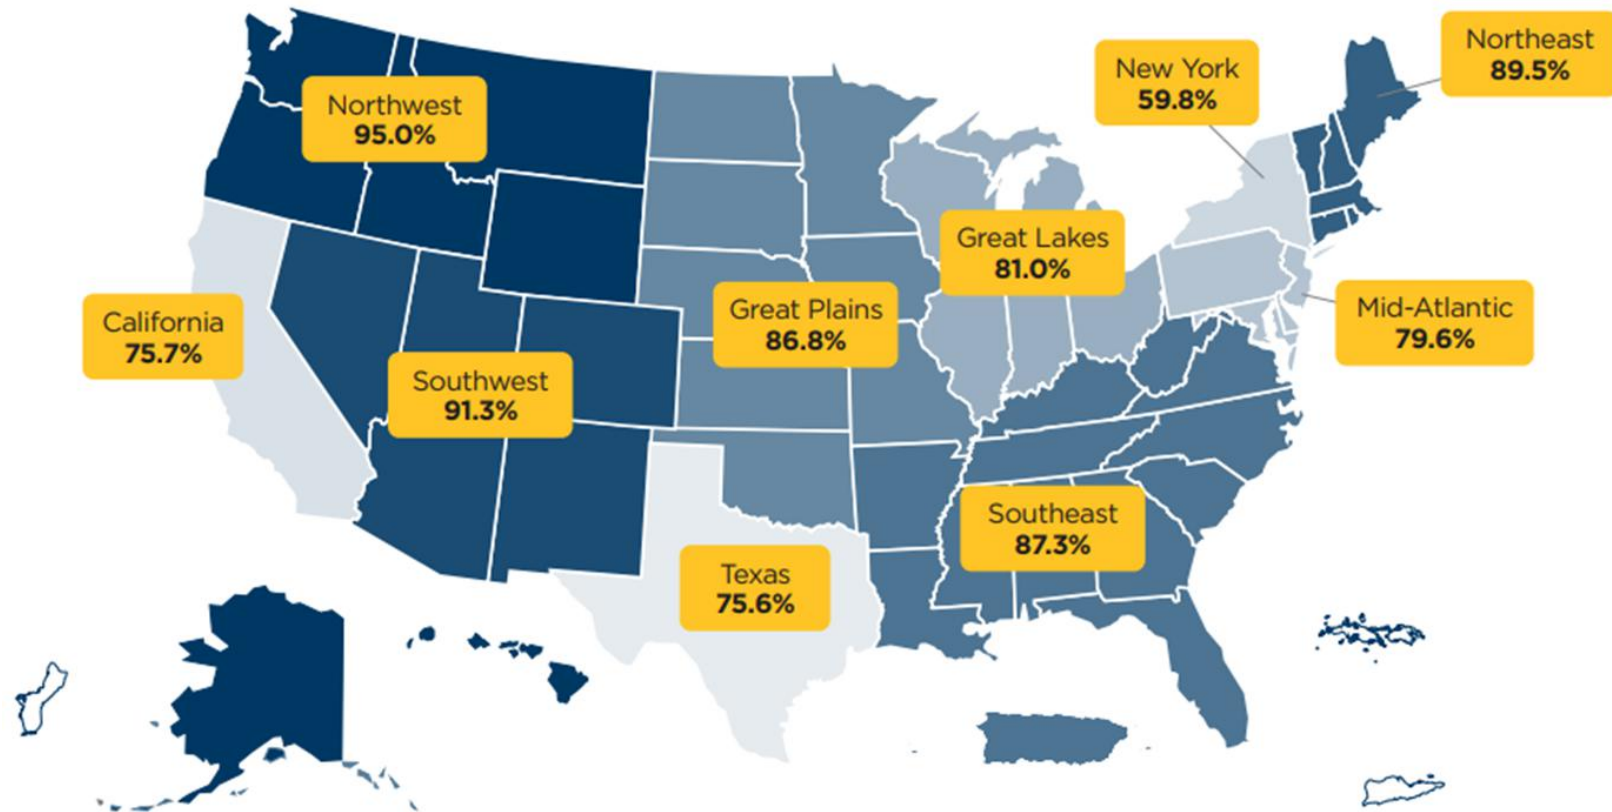 Northeast
89.5%
New York
59.8%
Northwest
95.0%
Great Lakes
81.0%
California
75.7%
Great Plains
86.8%
Mid-Atlantic
79.6%
Southwest
91.3%
Southeast
87.3%
Texas
75.6%